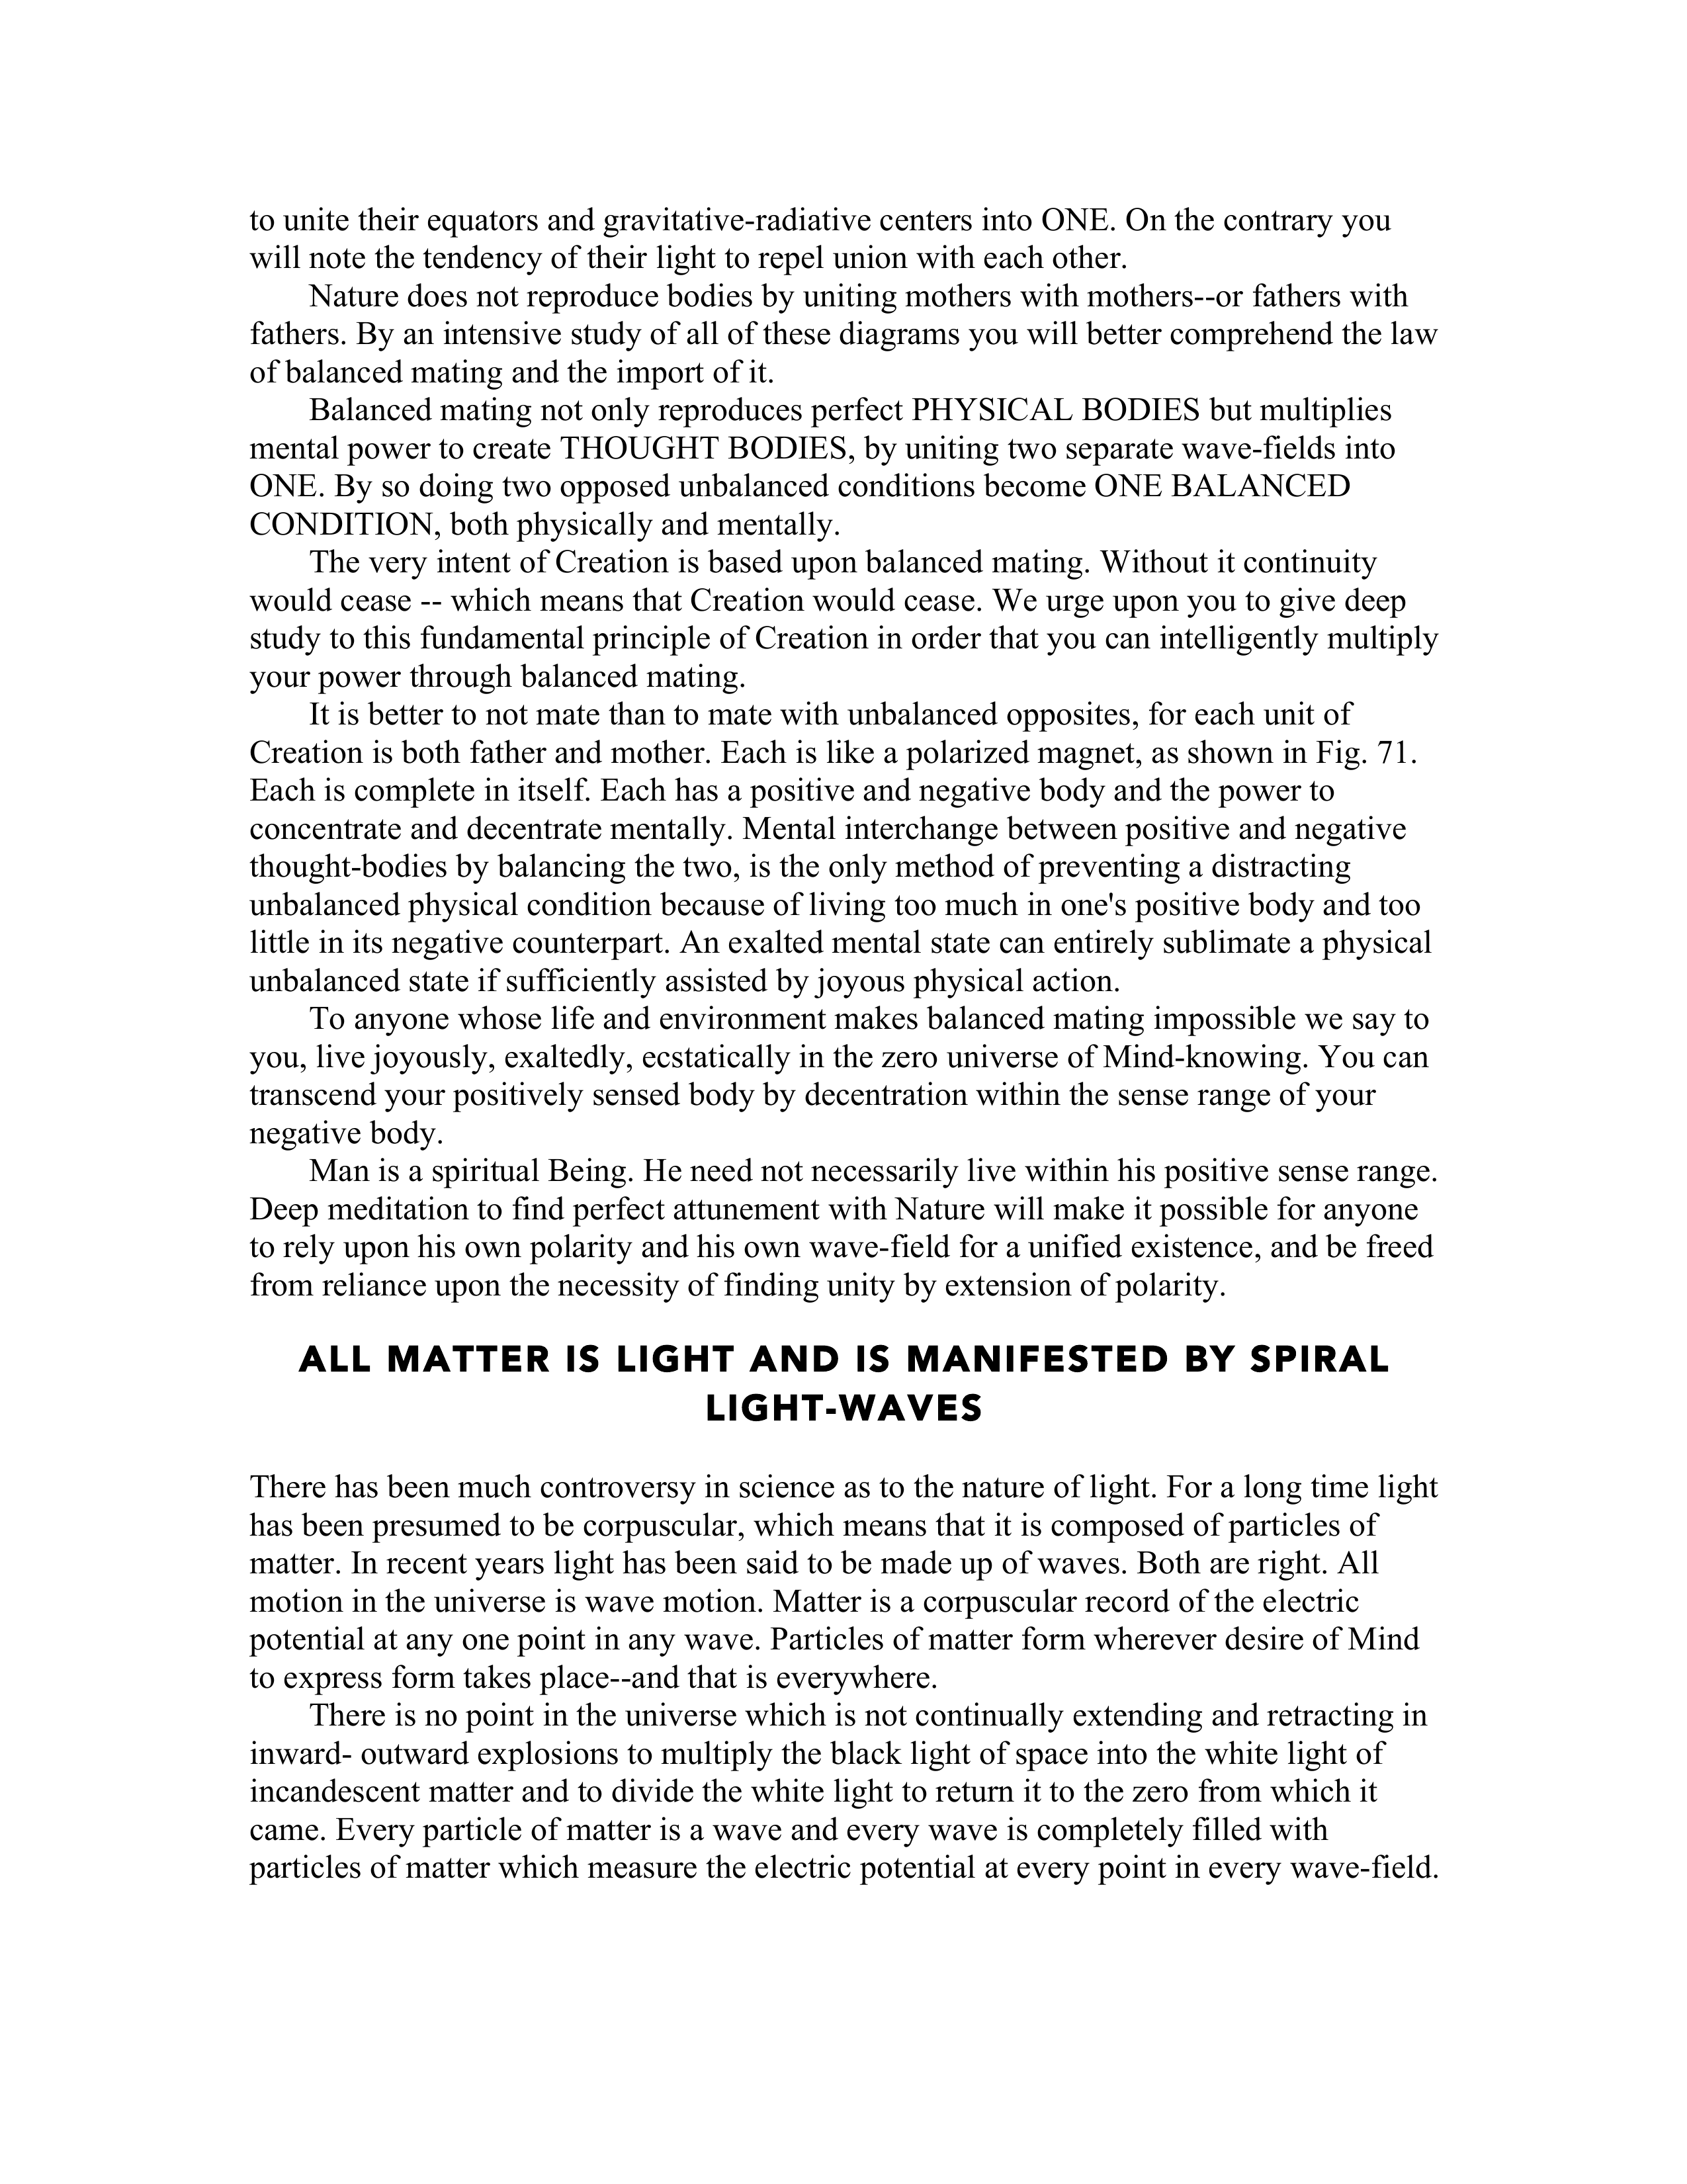 to unite their equators and gravitative-radiative centers into ONE. On the contrary you
will note the tendency of their light to repel union with each other.
Nature does not reproduce bodies by uniting mothers with mothers--or fathers with
fathers. By an intensive study of all of these diagrams you will better comprehend the law
of balanced mating and the import of it.
Balanced mating not only reproduces perfect PHYSICAL BODIES but multiplies
mental power to create THOUGHT BODIES, by uniting two separate wave-fields into
ONE. By so doing two opposed unbalanced conditions become ONE BALANCED
CONDITION, both physically and mentally.
The very intent of Creation is based upon balanced mating. Without it continuity
would cease -- which means that Creation would cease. We urge upon you to give deep
study to this fundamental principle of Creation in order that you can intelligently multiply
your power through balanced mating.
It is better to not mate than to mate with unbalanced opposites, for each unit of
Creation is both father and mother. Each is like a polarized magnet, as shown in Fig. 71.
Each is complete in itself. Each has a positive and negative body and the power to
concentrate and decentrate mentally. Mental interchange between positive and negative
thought-bodies by balancing the two, is the only method of preventing a distracting
unbalanced physical condition because of living too much in one's positive body and too
little in its negative counterpart. An exalted mental state can entirely sublimate a physical
unbalanced state if sufficiently assisted by joyous physical action.
To anyone whose life and environment makes balanced mating impossible we say to
you, live joyously, exaltedly, ecstatically in the zero universe of Mind-knowing. You can
transcend your positively sensed body by decentration within the sense range of your
negative body.
Man is a spiritual Being. He need not necessarily live within his positive sense range.
Deep meditation to find perfect attunement with Nature will make it possible for anyone
to rely upon his own polarity and his own wave-field for a unified existence, and be freed
from reliance upon the necessity of finding unity by extension of polarity.
ALL MATTER IS LIGHT AND IS MANIFESTED BY SPIRAL
LIGHT-WAVES
There has been much controversy in science as to the nature of light. For a long time light
has been presumed to be corpuscular, which means that it is composed of particles of
matter. In recent years light has been said to be made up of waves. Both are right. All
motion in the universe is wave motion. Matter is a corpuscular record of the electric
potential at any one point in any wave. Particles of matter form wherever desire of Mind
to express form takes place--and that is everywhere.
There is no point in the universe which is not continually extending and retracting in
inward- outward explosions to multiply the black light of space into the white light of
incandescent matter and to divide the white light to return it to the zero from which it
came. Every particle of matter is a wave and every wave is completely filled with
particles of matter which measure the electric potential at every point in every wave-field.